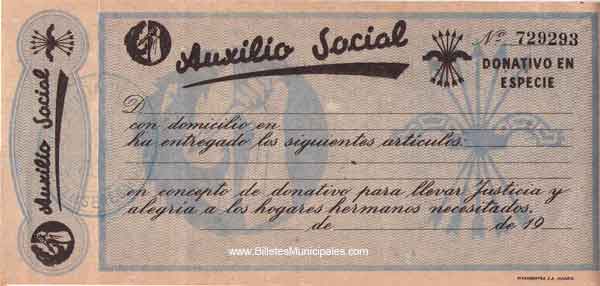 Auxilio Social
Auxilio Social
Nº 729293
DONATIVO EN
ESPECIE
D
con domicilio en
ha entregado los siguientes artículos:
en concepto de donativo para llevar Justicia y
alegría a los hogares hermanos necesitados.
de de 19
www.BilletesMunicipales.com